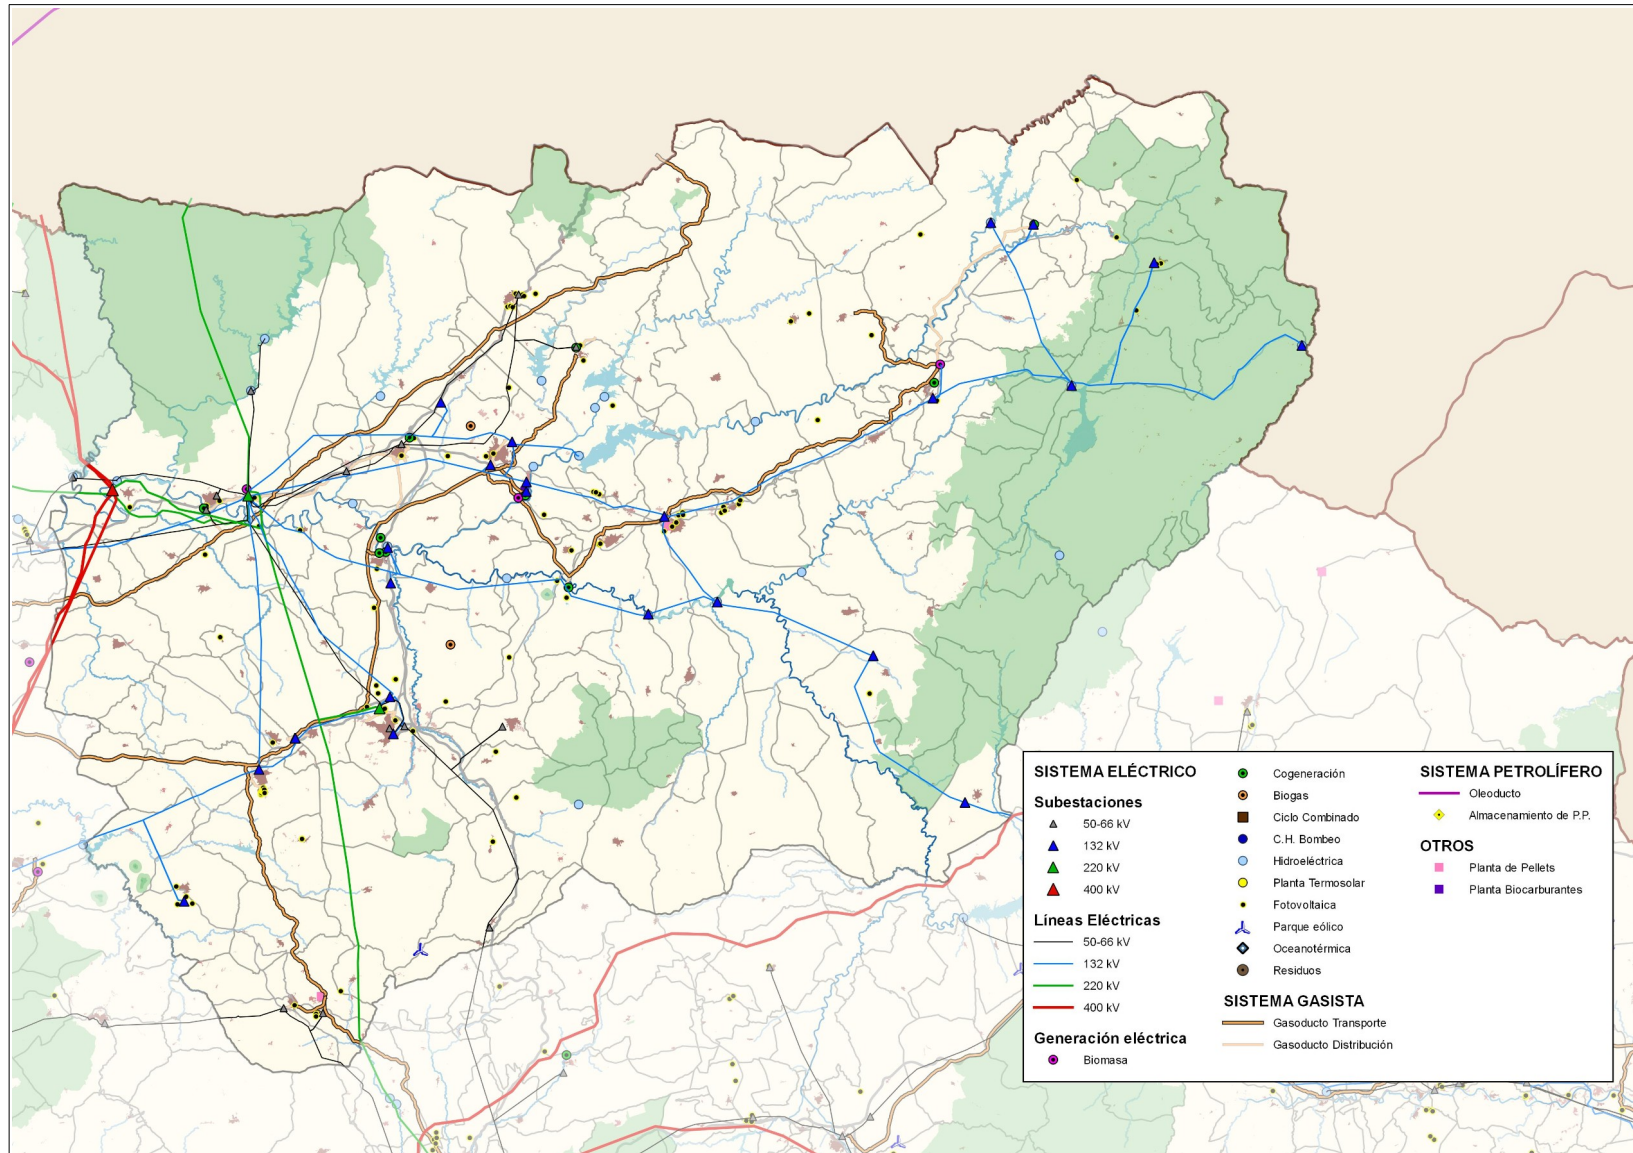 SISTEMA ELÉCTRICO
Subestaciones
50-66 kV
132 kV
220 kV
400 kV
Líneas Eléctricas
50-66 kV
132 kV
220 kV
400 kV
Generación eléctrica
Biomasa
Cogeneración
Biogas
Ciclo Combinado
C.H. Bombeo
Hidroeléctrica
Planta Termosolar
Fotovoltaica
Parque eólico
Oceanotérmica
Residuos
SISTEMA GASISTA
Gasoducto Transporte
Gasoducto Distribución
SISTEMA PETROLÍFERO
Oleoducto
Almacenamiento de P.P.
OTROS
Planta de Pellets
Planta Biocarburantes